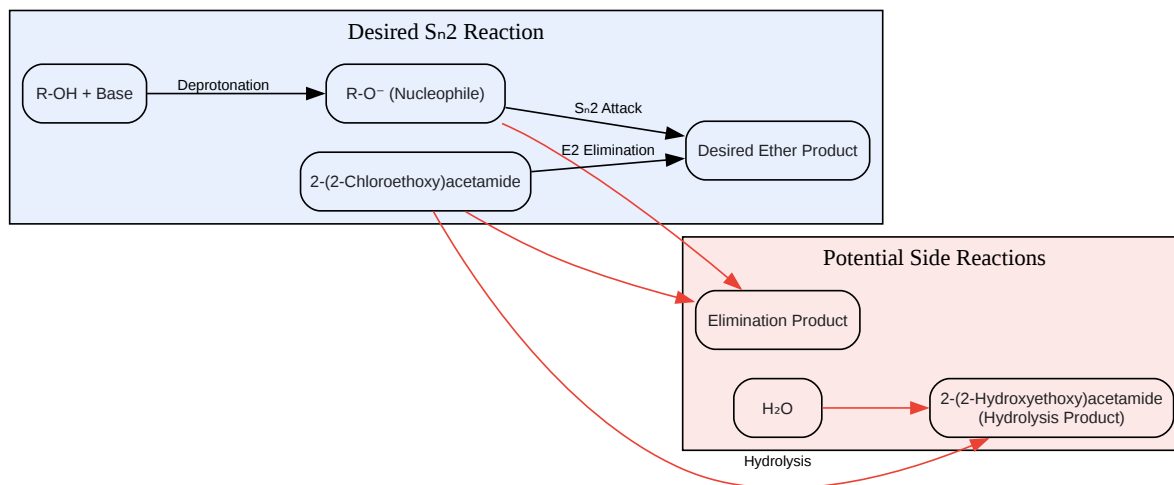 Desired Sₙ2 Reaction
R-OH + Base
Deprotonation
R-O⁻ (Nucleophile)
Sₙ2 Attack
E2 Elimination
Desired Ether Product
2-(2-Chloroethoxy)acetamide
Potential Side Reactions
Elimination Product
H₂O
2-(2-Hydroxyethoxy)acetamide
(Hydrolysis Product)
Hydrolysis